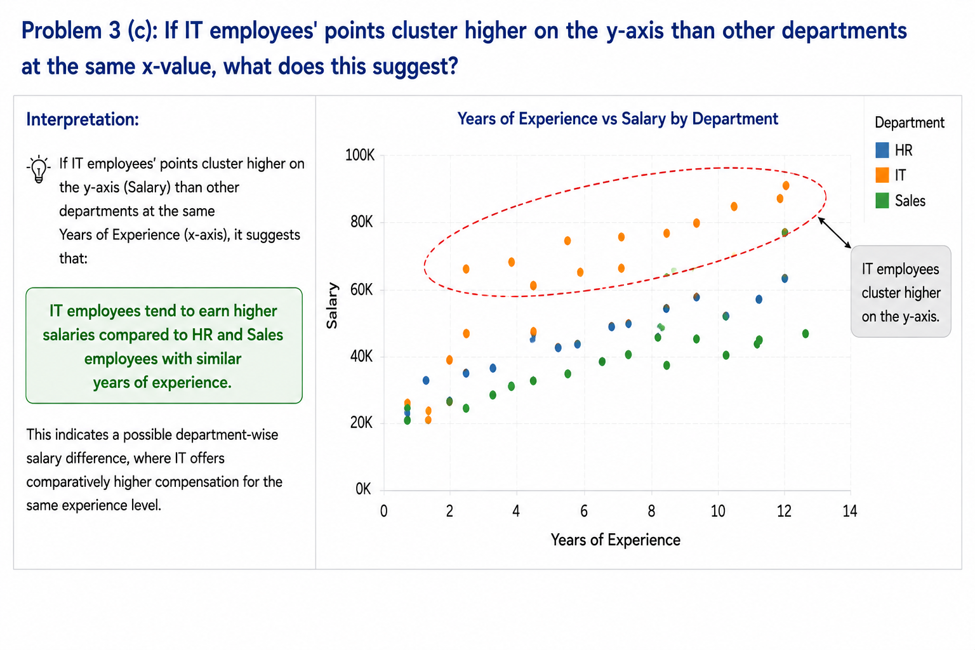 Problem 3 (c): If IT employees' points cluster higher on the y-axis than other departments
at the same x-value, what does this suggest?
Interpretation:
If IT employees' points cluster higher on
the y-axis (Salary) than other
departments at the same
Years of Experience (x-axis), it suggests
that:
IT employees tend to earn higher
salaries compared to HR and Sales
employees with similar
years of experience.
This indicates a possible department-wise
salary difference, where IT offers
comparatively higher compensation for the
same experience level.
Years of Experience vs Salary by Department
100K
80K
60K
40K
20K
0K
Salary
0 2 4 6 8 10 12 14
Years of Experience
Department
HR
IT
Sales
IT employees
cluster higher
on the y-axis.